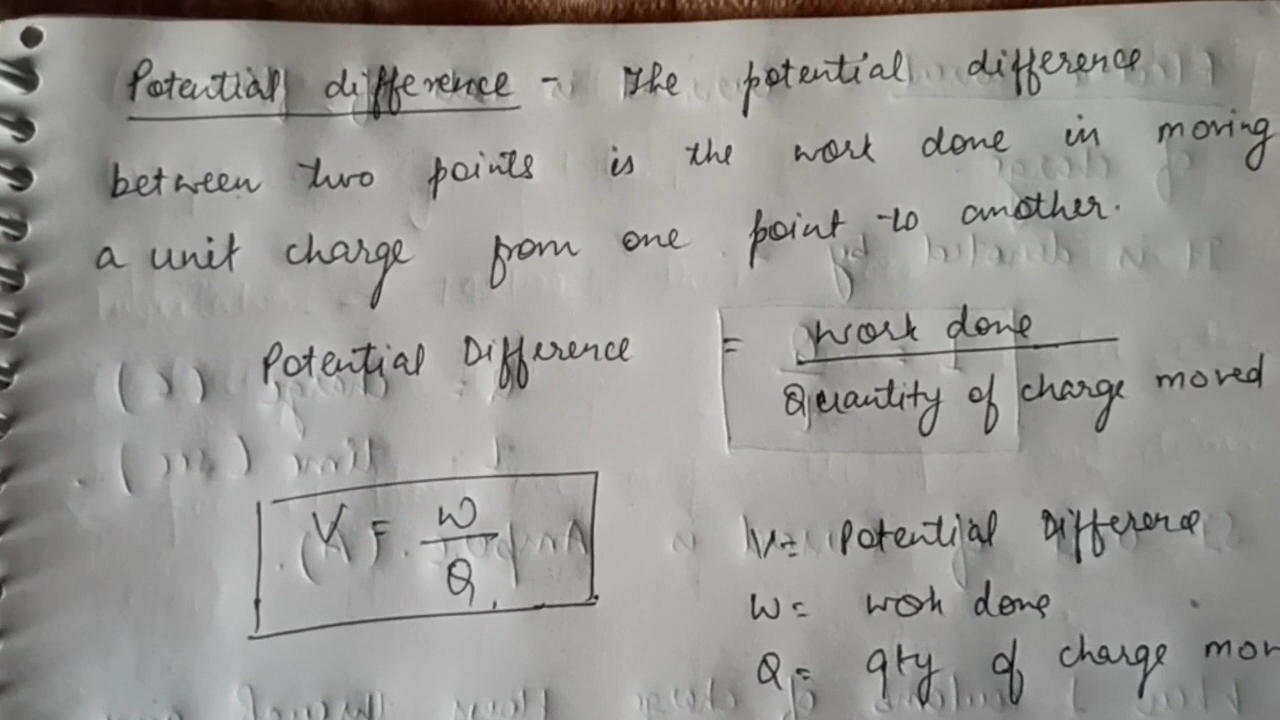 Potential difference - The potential difference
between two points is the work done in moving
a unit charge from one point to another.
Potential Difference = Work done
Quantity of charge moved
V = W
Q
V = Potential Difference
W = work done
Q = qty of charge mov